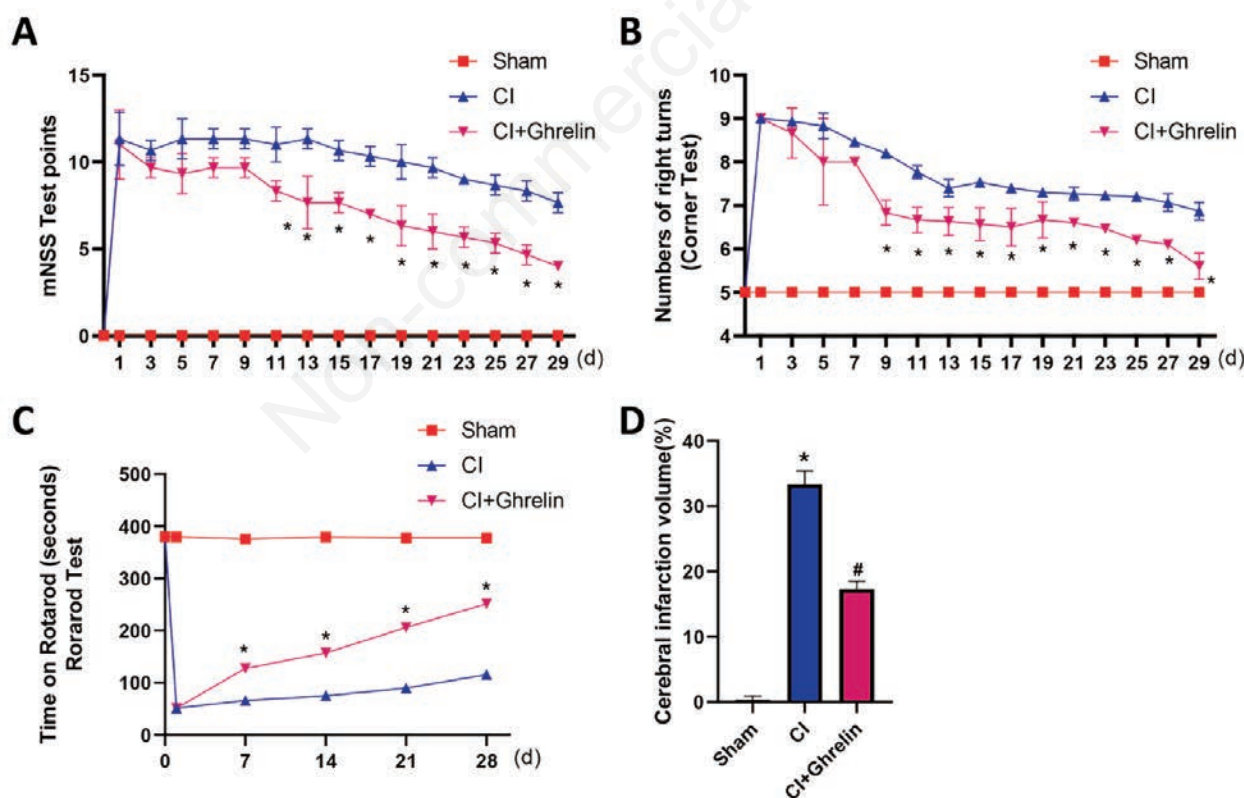 A
Sham
CI
CI+Ghrelin
mNSS Test points
15
10
5
0
*
*
*
*
*
*
*
*
*
*
1 3 5 7 9 11 13 15 17 19 21 23 25 27 29 (d)
B
Sham
CI
CI+Ghrelin
Numbers of right turns
(Corner Test)
10
9
8
7
6
5
4
*
*
*
*
*
*
*
*
*
*
*
1 3 5 7 9 11 13 15 17 19 21 23 25 27 29 (d)
Non-commercial
C
Sham
CI
CI+Ghrelin
Time on Rotarod (seconds)
Rorarod Test
500
400
300
200
100
0
*
*
*
*
0 7 14 21 28 (d)
D
Cerebral infarction volume(%)
40
30
20
10
0
*
#
Sham
CI
CI+Ghrelin